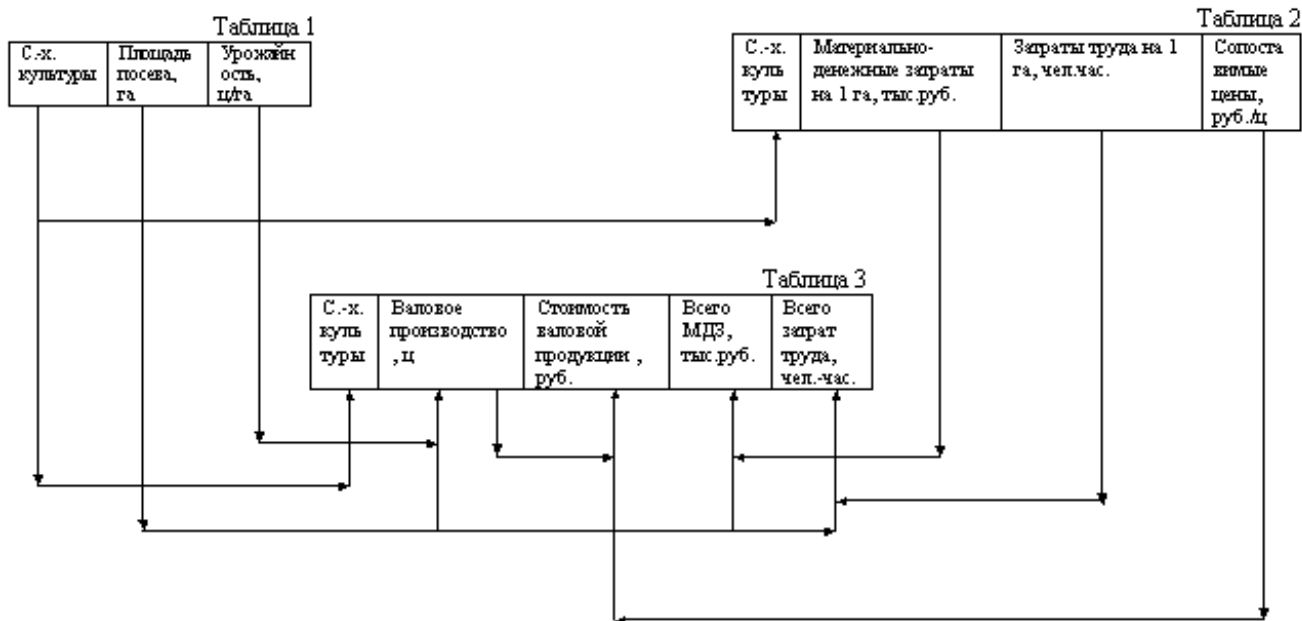 Таблица 1
С.-х.
культуры
Площадь
посева,
га
Урожайн
ость,
ц/га
Таблица 2
С.-х.
куль
туры
Материально-
денежные затраты
на 1 га, тыс.руб.
Затраты труда на 1
га, чел.час.
Сопоста
вимые
цены,
руб./ц
Таблица 3
С.-х.
куль
туры
Валовое
производство
, ц
Стоимость
валовой
продукции ,
руб.
Всего
МДЗ,
тыс.руб.
Всего
затрат
труда,
чел.-час.